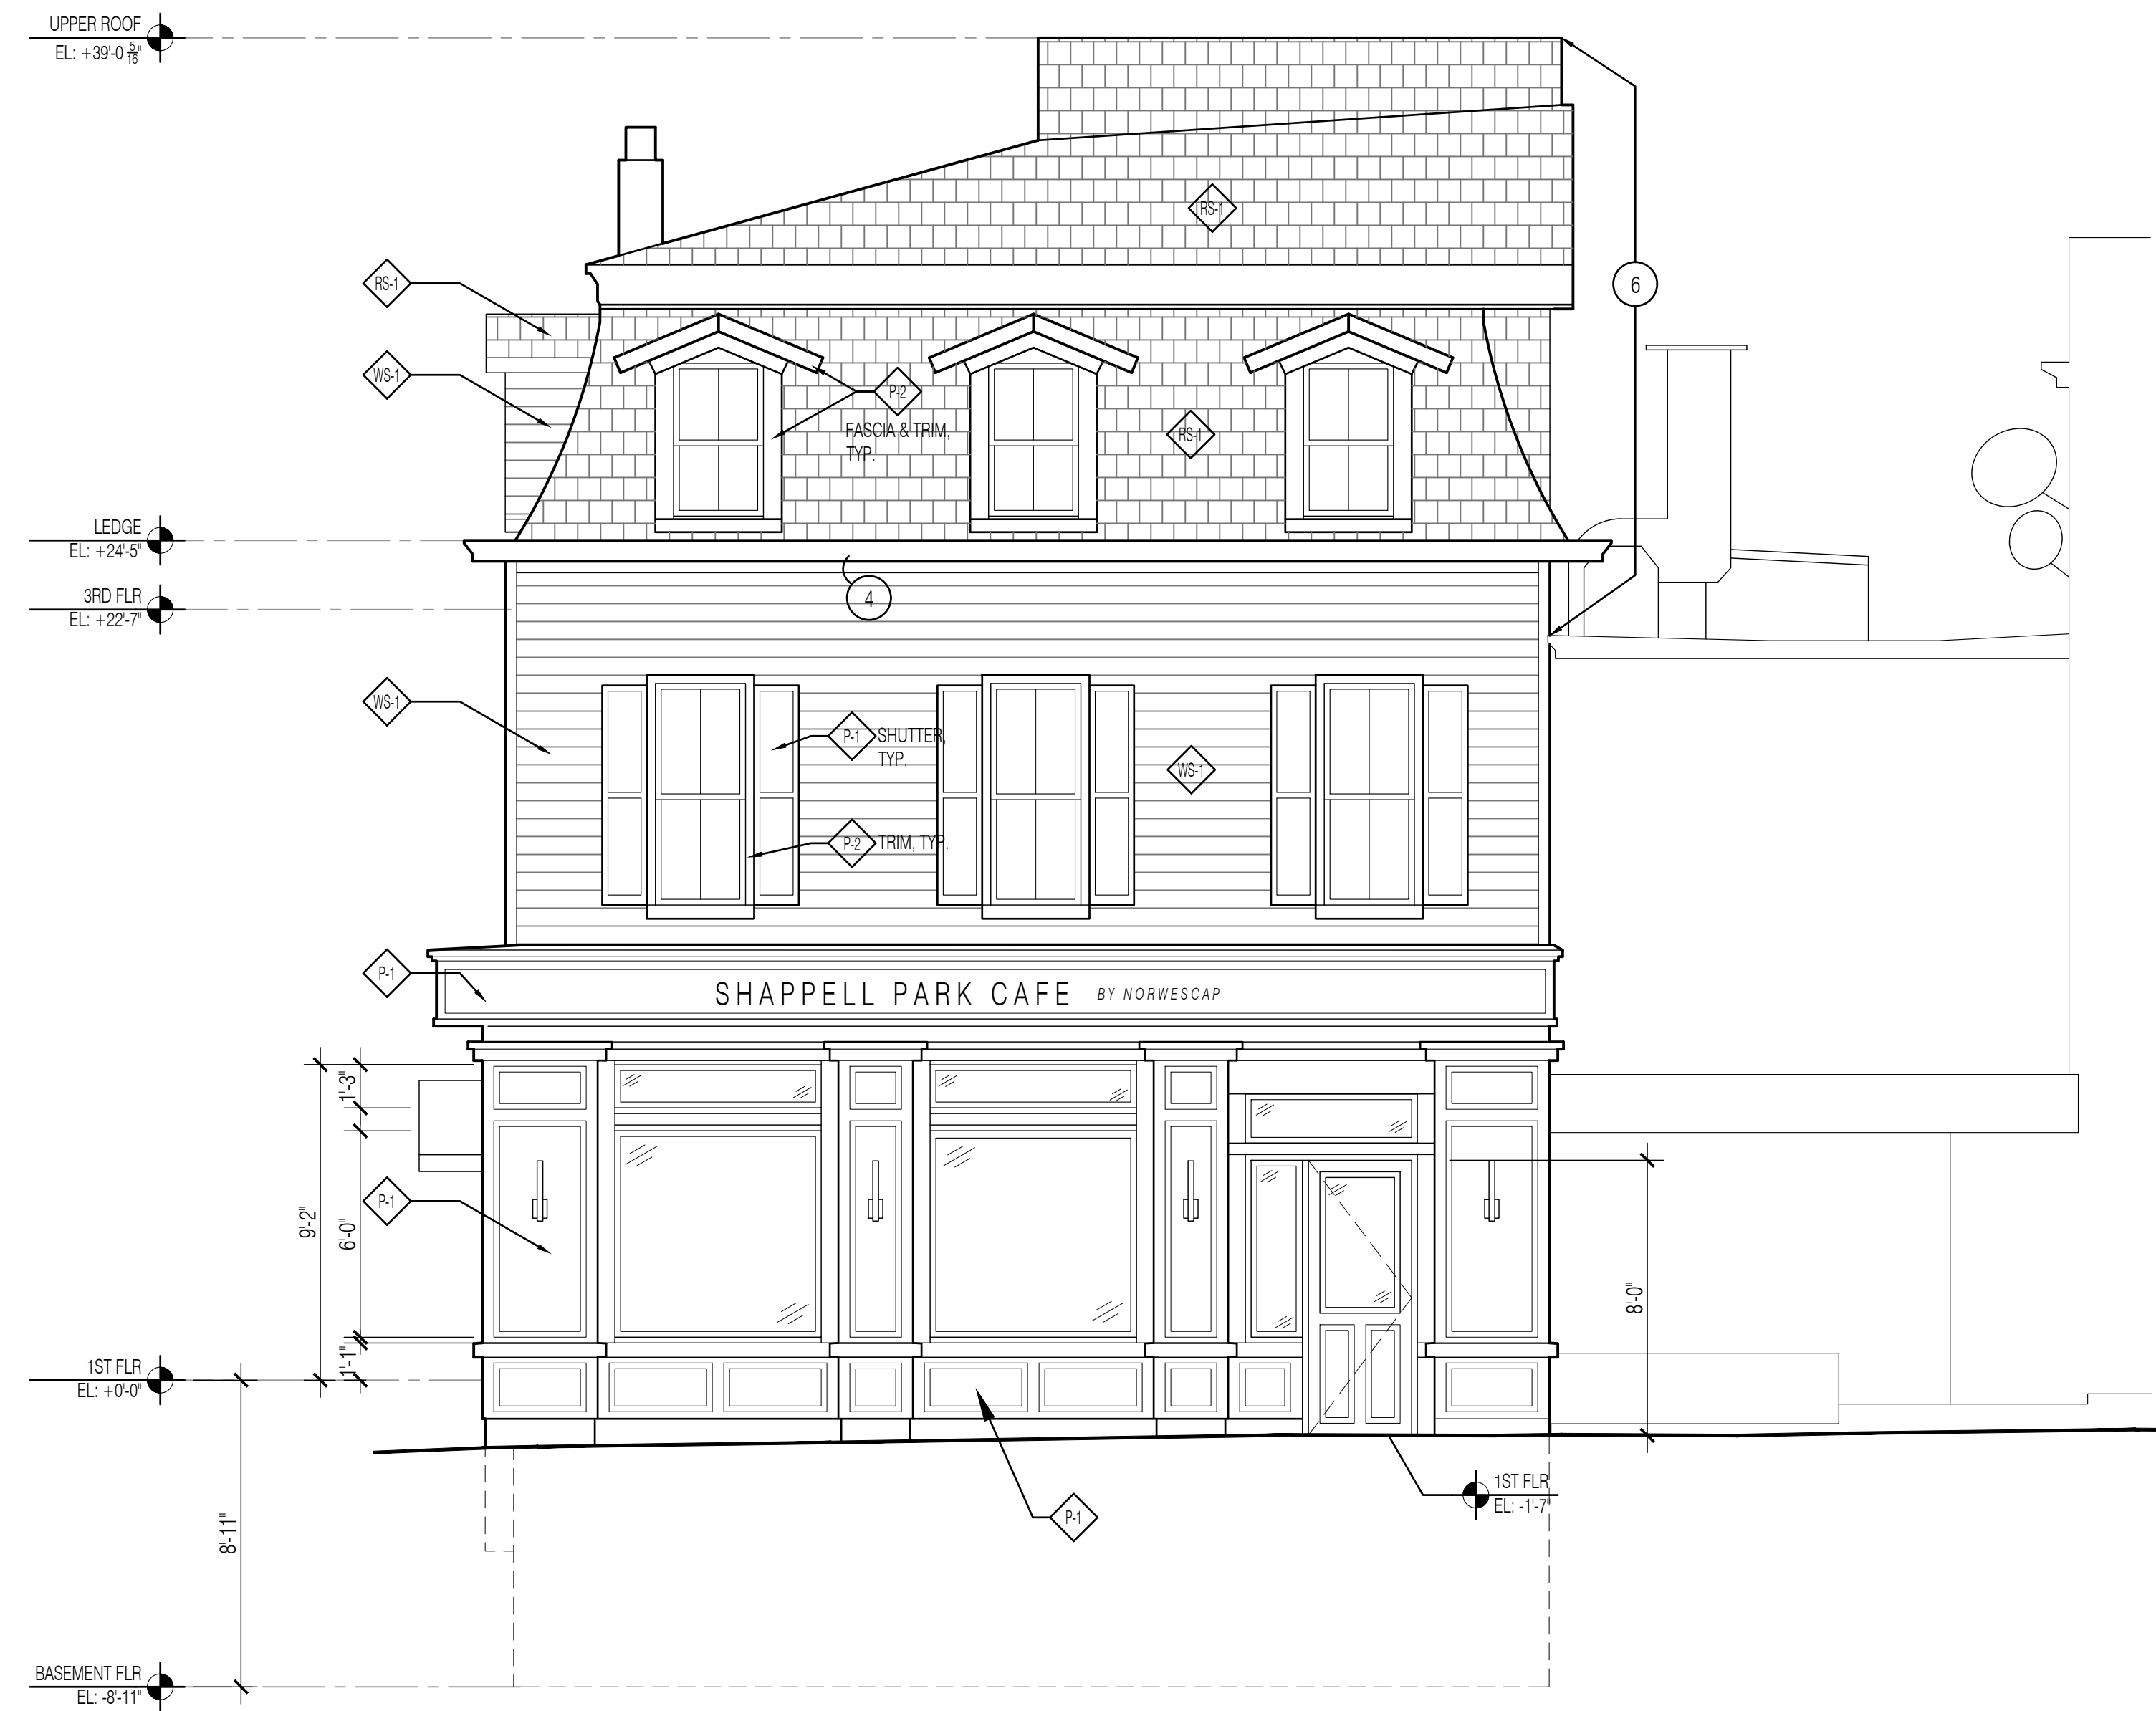 UPPER ROOF
EL: +39'-0 5/16"
RS-1
RS-1
6
WS-1
P-2
FASCIA & TRIM,
TYP.
RS-1
LEDGE
EL: +24'-5"
4
3RD FLR
EL: +22'-7"
WS-1
P-1 SHUTTER,
TYP.
WS-1
P-2 TRIM, TYP.
P-1
SHAPPELL PARK CAFE BY NORWESCAP
1'-3"
9'-2"
6'-0"
P-1
8'-0"
1'-1"
1ST FLR
EL: +0'-0"
1ST FLR
EL: -1'-7"
P-1
8'-11"
BASEMENT FLR
EL: -8'-11"